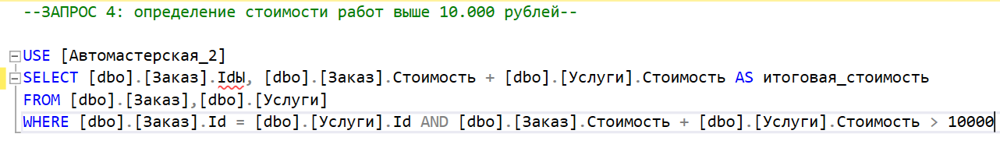 --ЗАПРОС 4: определение стоимости работ выше 10.000 рублей--
USE [Автомастерская_2]
SELECT [dbo].[Заказ].IdЫ, [dbo].[Заказ].Стоимость + [dbo].[Услуги].Стоимость AS итоговая_стоимость
FROM [dbo].[Заказ],[dbo].[Услуги]
WHERE [dbo].[Заказ].Id = [dbo].[Услуги].Id AND [dbo].[Заказ].Стоимость + [dbo].[Услуги].Стоимость > 10000